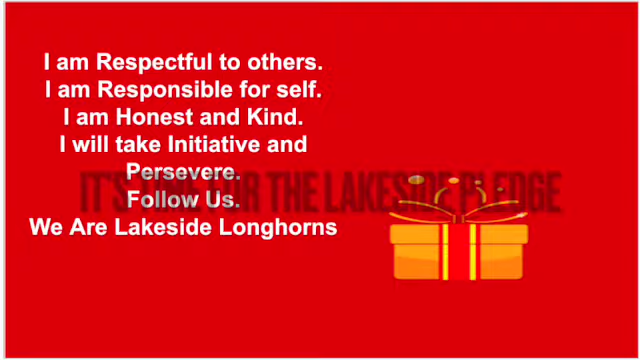 I am Respectful to others.
I am Responsible for self.
I am Honest and Kind.
I will take Initiative and
Persevere.
IT'S TIME FOR THE LAKESIDE PLEDGE
Follow Us.
We Are Lakeside Longhorns